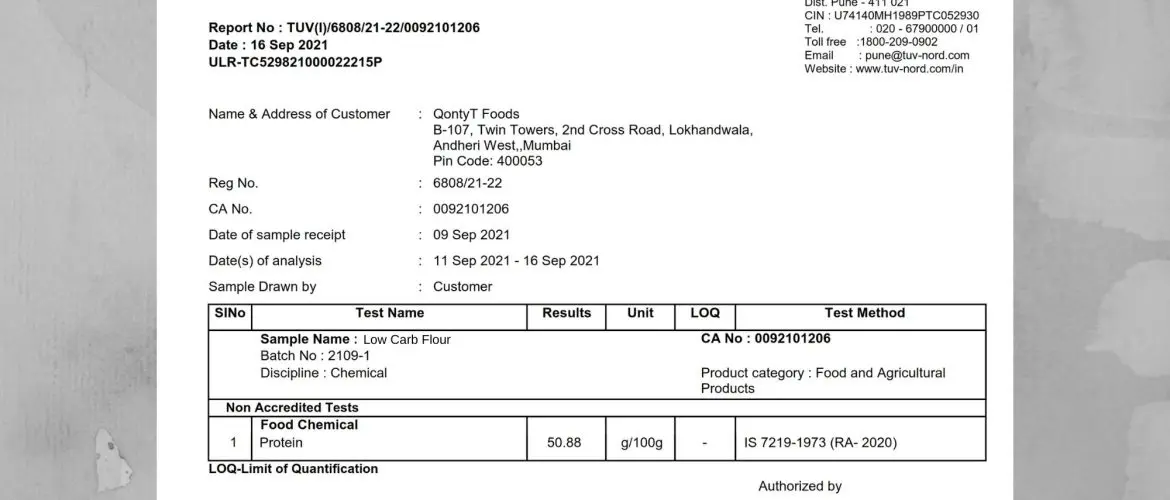 Dist. Pune - 411 021
CIN : U74140MH1989PTC052930
Tel. : 020 - 67900000 / 01
Toll free :1800-209-0902
Email : pune@tuv-nord.com
Website : www.tuv-nord.com/in
Report No : TUV(I)/6808/21-22/0092101206
Date : 16 Sep 2021
ULR-TC529821000022215P
Name & Address of Customer : QontyT Foods
B-107, Twin Towers, 2nd Cross Road, Lokhandwala,
Andheri West,,Mumbai
Pin Code: 400053
Reg No. : 6808/21-22
CA No. : 0092101206
Date of sample receipt : 09 Sep 2021
Date(s) of analysis : 11 Sep 2021 - 16 Sep 2021
Sample Drawn by : Customer
SlNo Test Name Results Unit LOQ Test Method
Sample Name : Low Carb Flour CA No : 0092101206
Batch No : 2109-1
Discipline : Chemical Product category : Food and Agricultural
Products
Non Accredited Tests
Food Chemical
1 Protein 50.88 g/100g - IS 7219-1973 (RA- 2020)
LOQ-Limit of Quantification
Authorized by